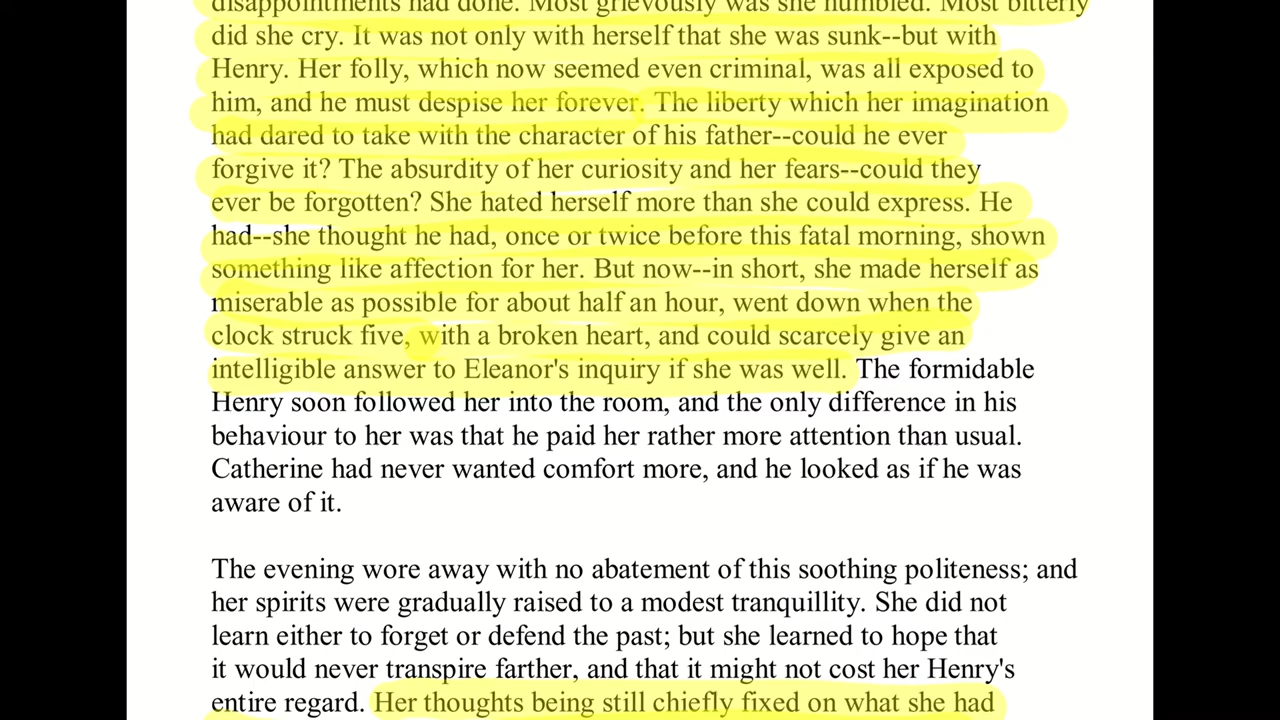 disappointments had done. Most grievously was she humbled. Most bitterly
did she cry. It was not only with herself that she was sunk--but with
Henry. Her folly, which now seemed even criminal, was all exposed to
him, and he must despise her forever. The liberty which her imagination
had dared to take with the character of his father--could he ever
forgive it? The absurdity of her curiosity and her fears--could they
ever be forgotten? She hated herself more than she could express. He
had--she thought he had, once or twice before this fatal morning, shown
something like affection for her. But now--in short, she made herself as
miserable as possible for about half an hour, went down when the
clock struck five, with a broken heart, and could scarcely give an
intelligible answer to Eleanor's inquiry if she was well. The formidable
Henry soon followed her into the room, and the only difference in his
behaviour to her was that he paid her rather more attention than usual.
Catherine had never wanted comfort more, and he looked as if he was
aware of it.
The evening wore away with no abatement of this soothing politeness; and
her spirits were gradually raised to a modest tranquillity. She did not
learn either to forget or defend the past; but she learned to hope that
it would never transpire farther, and that it might not cost her Henry's
entire regard. Her thoughts being still chiefly fixed on what she had